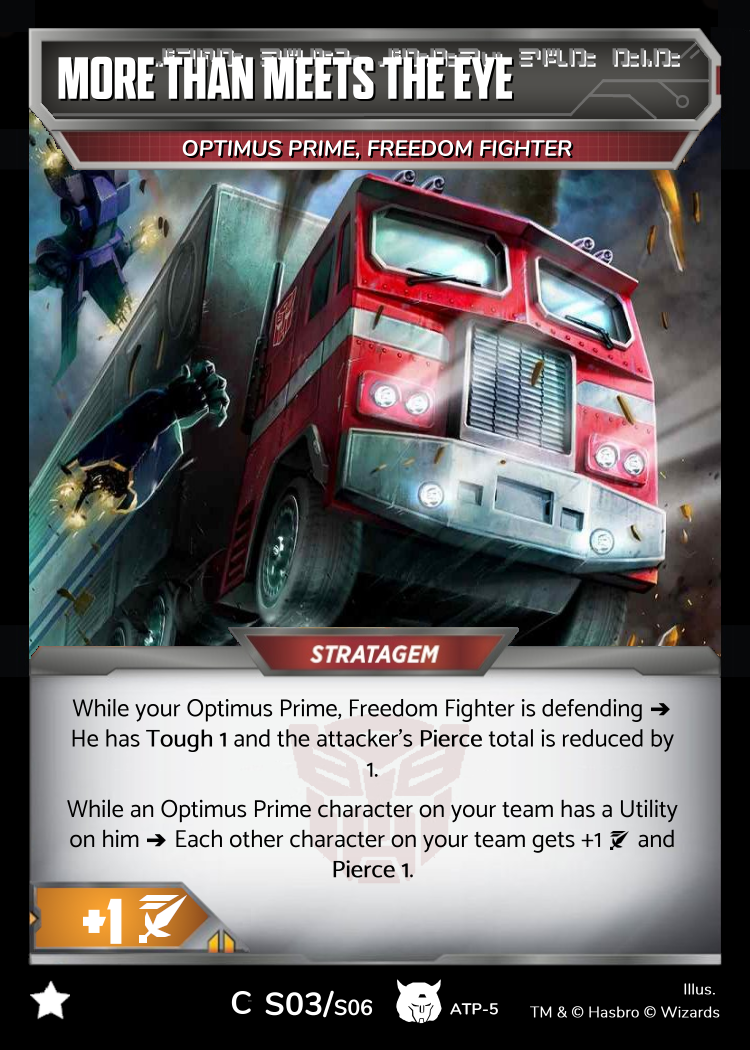 MORE THAN MEETS THE EYE
OPTIMUS PRIME, FREEDOM FIGHTER
STRATAGEM
While your Optimus Prime, Freedom Fighter is defending ➔
He has Tough 1 and the attacker's Pierce total is reduced by
1.
While an Optimus Prime character on your team has a Utility
on him ➔ Each other character on your team gets +1 and
Pierce 1.
+1
C S03/S06 ATP-5
Illus.
TM & © Hasbro © Wizards